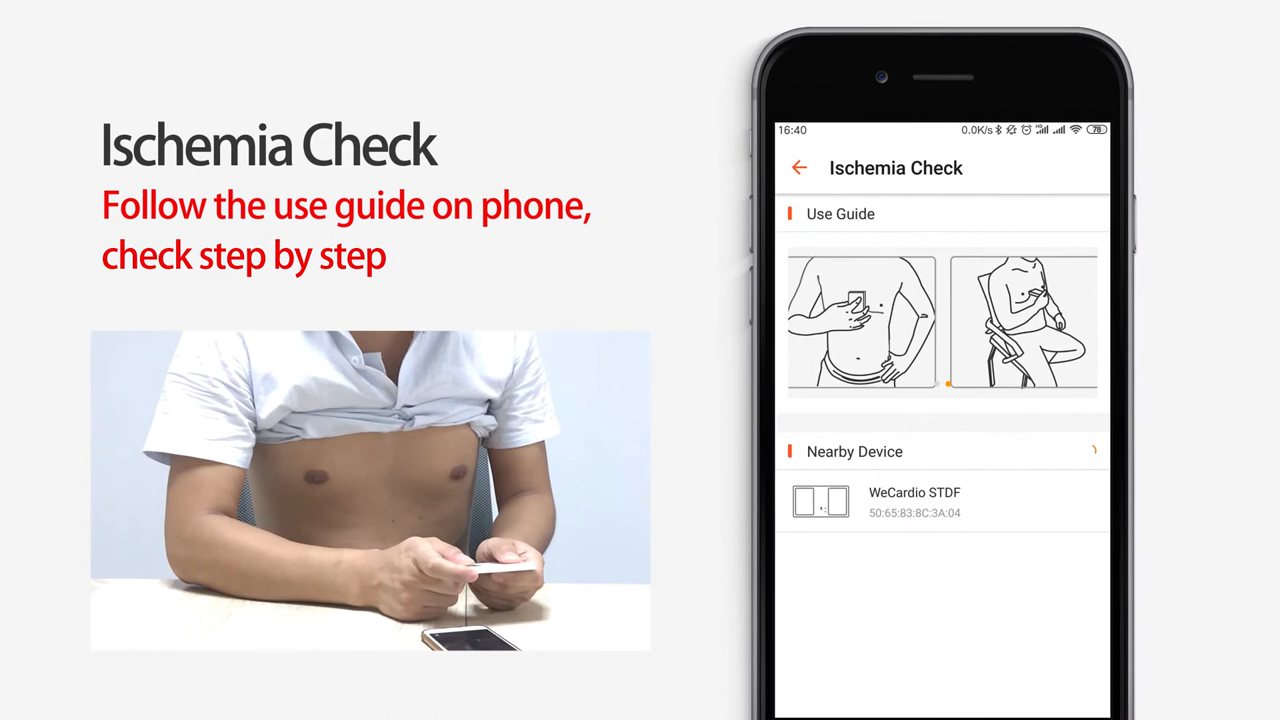 Ischemia Check
Follow the use guide on phone,
check step by step
16:40
0.0K/s
HD
78
Ischemia Check
Use Guide
Nearby Device
WeCardio STDF
50:65:83:8C:3A:04